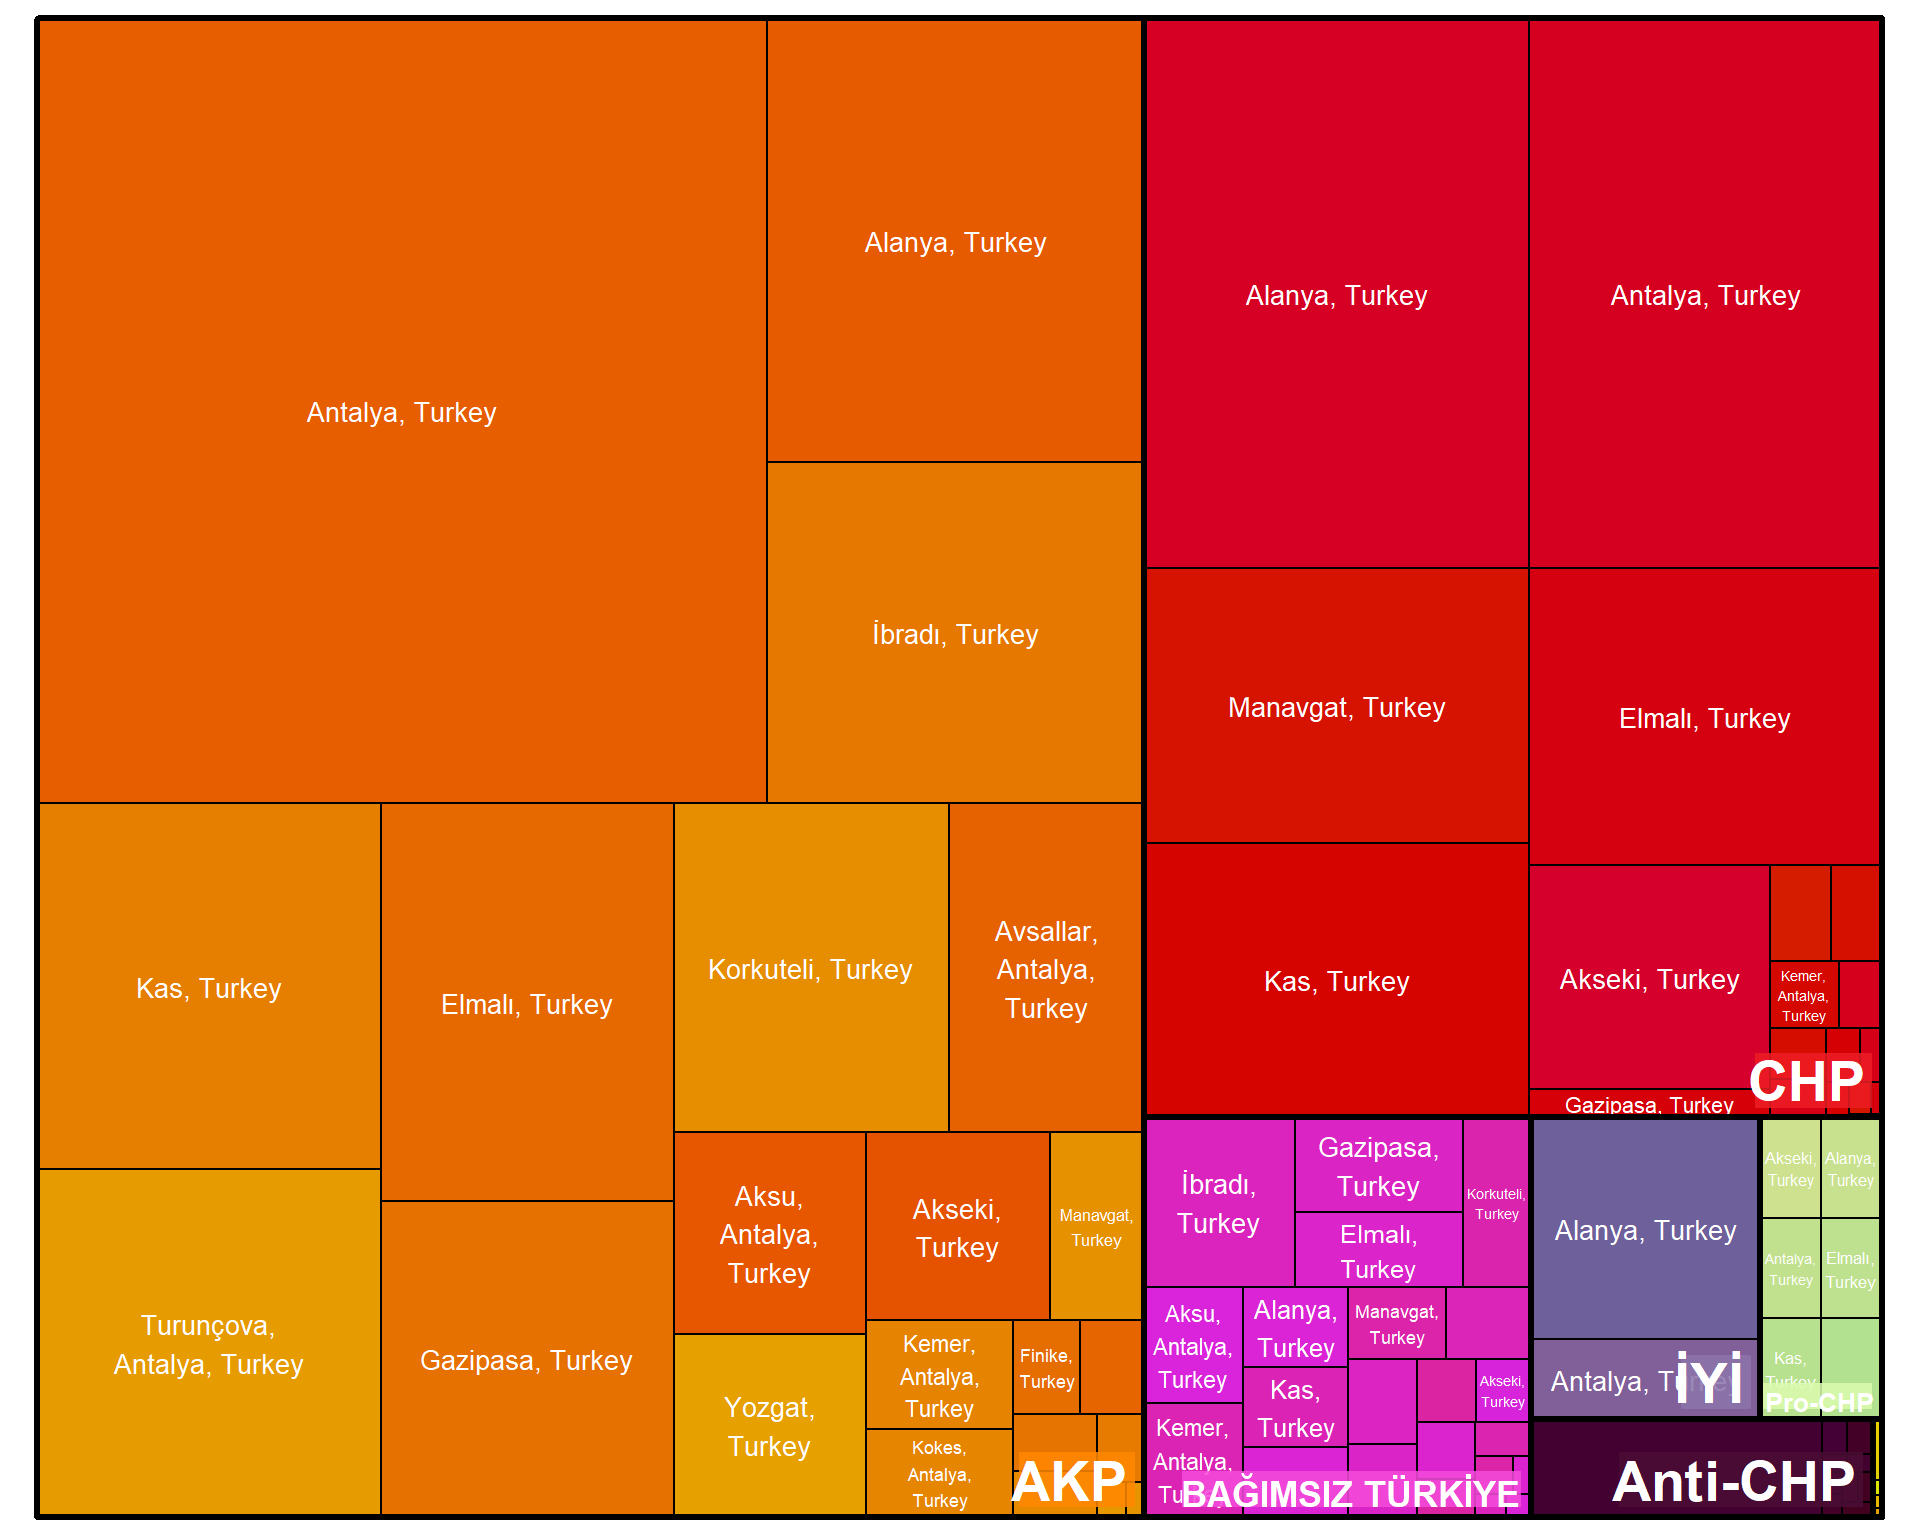 Antalya, Turkey
Alanya, Turkey
İbradı, Turkey
Kas, Turkey
Elmalı, Turkey
Korkuteli, Turkey
Avsallar,
Antalya,
Turkey
Turunçova,
Antalya, Turkey
Gazipasa, Turkey
Aksu,
Antalya,
Turkey
Akseki,
Turkey
Manavgat,
Turkey
Yozgat,
Turkey
Kemer,
Antalya,
Turkey
Finike,
Turkey
Kokes,
Antalya,
Turkey
AKP
Alanya, Turkey
Antalya, Turkey
Manavgat, Turkey
Elmalı, Turkey
Kas, Turkey
Akseki, Turkey
Kemer,
Antalya,
Turkey
Gazipasa, Turkey
CHP
İbradı,
Turkey
Gazipasa,
Turkey
Elmalı,
Turkey
Korkuteli,
Turkey
Aksu,
Antalya,
Turkey
Alanya,
Turkey
Manavgat,
Turkey
Kas,
Turkey
Akseki,
Turkey
Kemer,
Antalya,
BAĞIMSIZ TÜRKİYE
Alanya, Turkey
Antalya,
İYİ
Akseki,
Turkey
Alanya,
Turkey
Antalya,
Turkey
Elmalı,
Turkey
Kas,
Turkey
Pro-CHP
Anti-CHP